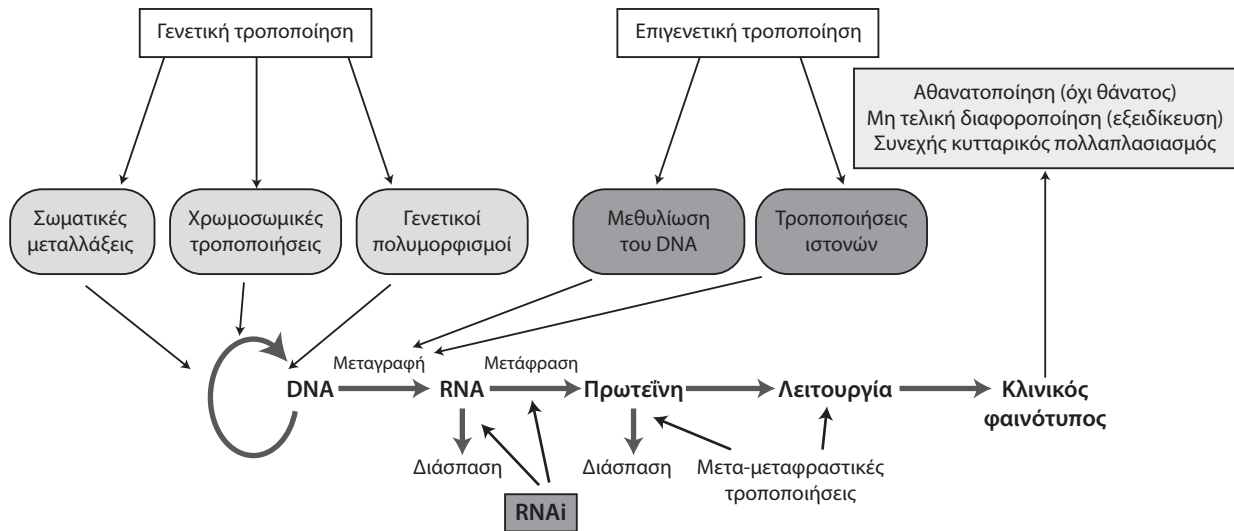 Γενετική τροποποίηση
Επιγενετική τροποποίηση
Αθανατοποίηση (όχι θάνατος)
Μη τελική διαφοροποίηση (εξειδίκευση)
Συνεχής κυτταρικός πολλαπλασιασμός
Σωματικές
μεταλλάξεις
Χρωμοσωμικές
τροποποιήσεις
Γενετικοί
πολυμορφισμοί
Μεθυλίωση
του DNA
Τροποποιήσεις
ιστονών
DNA
Μεταγραφή
RNA
Μετάφραση
Πρωτεΐνη
Λειτουργία
Κλινικός
φαινότυπος
Διάσπαση
Διάσπαση
Μετα-μεταφραστικές
τροποποιήσεις
RNAi